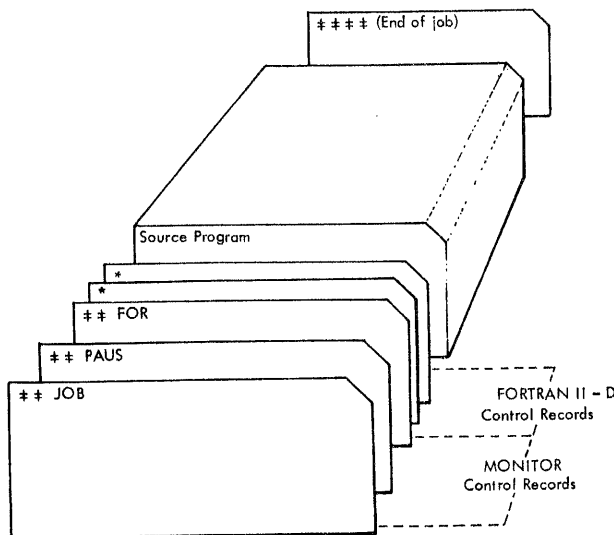 ‡ ‡ ‡ ‡ (End of job)
Source Program
*
*
‡ ‡ FOR
‡ ‡ PAUS
‡ ‡ JOB
FORTRAN II – D
Control Records
MONITOR
Control Records